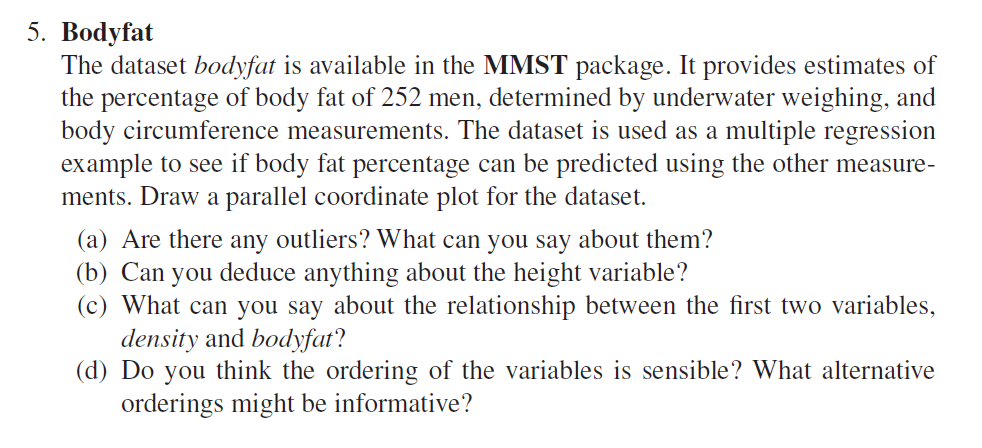 5. Bodyfat
The dataset bodyfat is available in the MMST package. It provides estimates of
the percentage of body fat of 252 men, determined by underwater weighing, and
body circumference measurements. The dataset is used as a multiple regression
example to see if body fat percentage can be predicted using the other measure-
ments. Draw a parallel coordinate plot for the dataset.
(a) Are there any outliers? What can you say about them?
(b) Can you deduce anything about the height variable?
(c) What can you say about the relationship between the first two variables,
density and bodyfat?
(d) Do you think the ordering of the variables is sensible? What alternative
orderings might be informative?